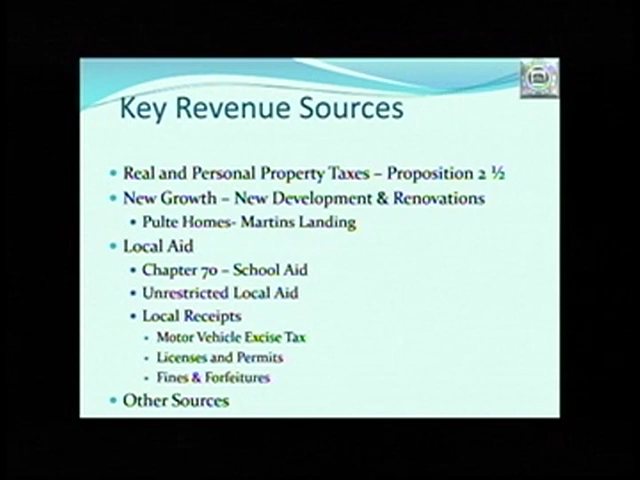 Key Revenue Sources
• Real and Personal Property Taxes – Proposition 2 ½
• New Growth – New Development & Renovations
• Pulte Homes- Martins Landing
• Local Aid
• Chapter 70 – School Aid
• Unrestricted Local Aid
• Local Receipts
• Motor Vehicle Excise Tax
• Licenses and Permits
• Fines & Forfeitures
• Other Sources